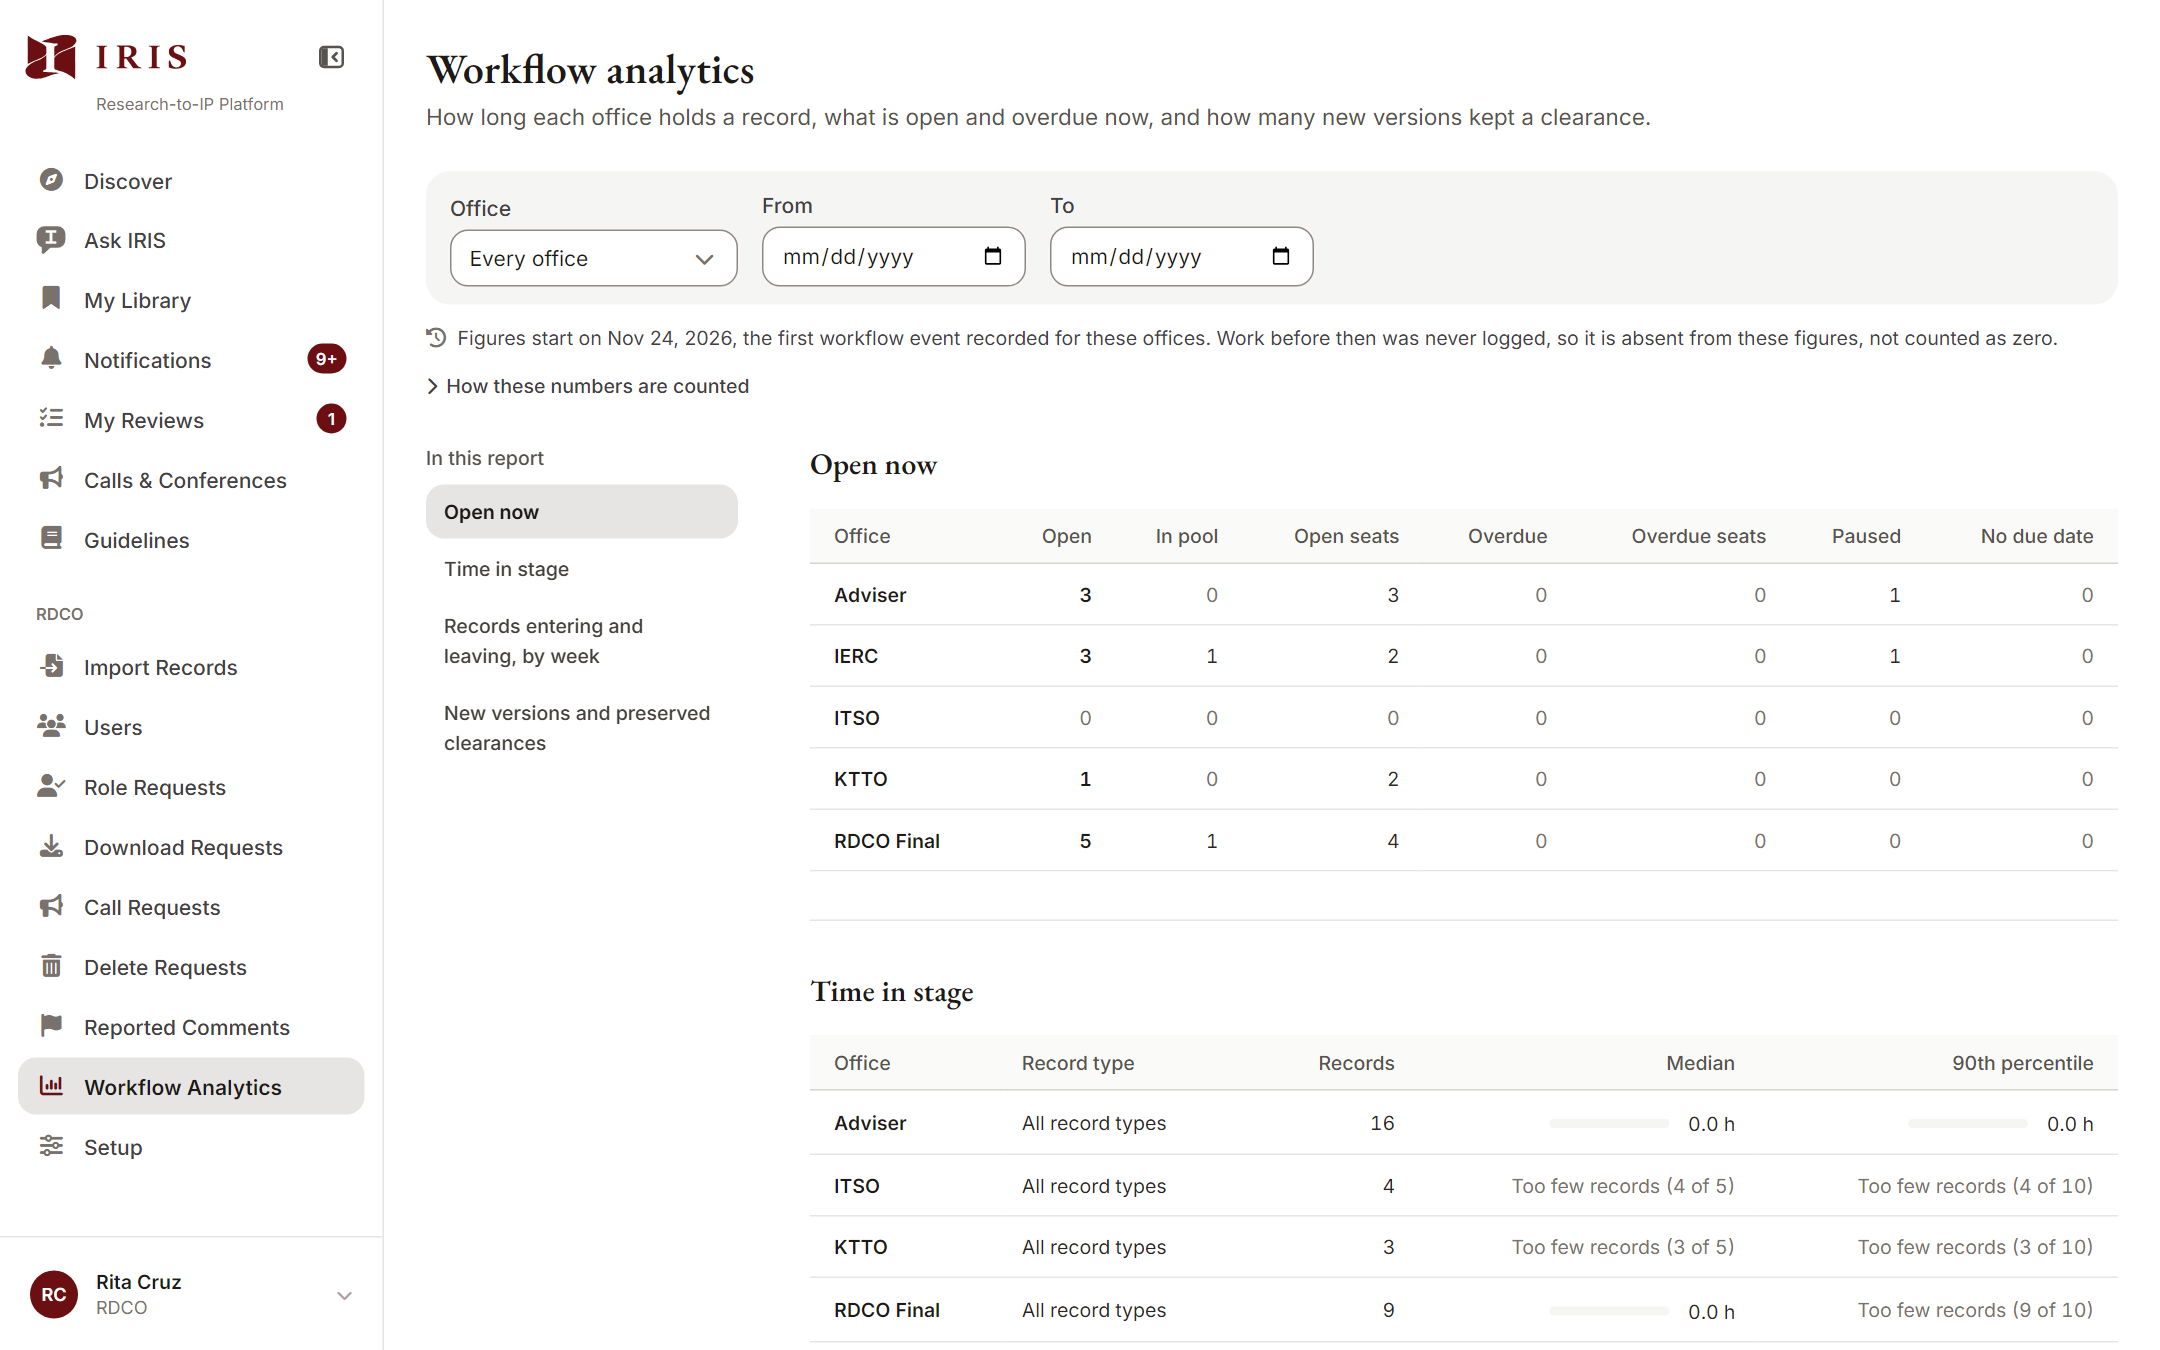 IRIS
Research-to-IP Platform
Discover
Ask IRIS
My Library
Notifications 9+
My Reviews 1
Calls & Conferences
Guidelines
RDCO
Import Records
Users
Role Requests
Download Requests
Call Requests
Delete Requests
Reported Comments
Workflow Analytics
Setup
RC
Rita Cruz
RDCO
Workflow analytics
How long each office holds a record, what is open and overdue now, and how many new versions kept a clearance.
Office From To
Every office mm/dd/yyyy mm/dd/yyyy
Figures start on Nov 24, 2026, the first workflow event recorded for these offices. Work before then was never logged, so it is absent from these figures, not counted as zero.
How these numbers are counted
In this report
Open now
Time in stage
Records entering and
leaving, by week
New versions and preserved
clearances
Open now
Office Open In pool Open seats Overdue Overdue seats Paused No due date
Adviser 3 0 3 0 0 1 0
IERC 3 1 2 0 0 1 0
ITSO 0 0 0 0 0 0 0
KTTO 1 0 2 0 0 0 0
RDCO Final 5 1 4 0 0 0 0
Time in stage
Office Record type Records Median 90th percentile
Adviser All record types 16 0.0 h 0.0 h
ITSO All record types 4 Too few records (4 of 5) Too few records (4 of 10)
KTTO All record types 3 Too few records (3 of 5) Too few records (3 of 10)
RDCO Final All record types 9 0.0 h Too few records (9 of 10)